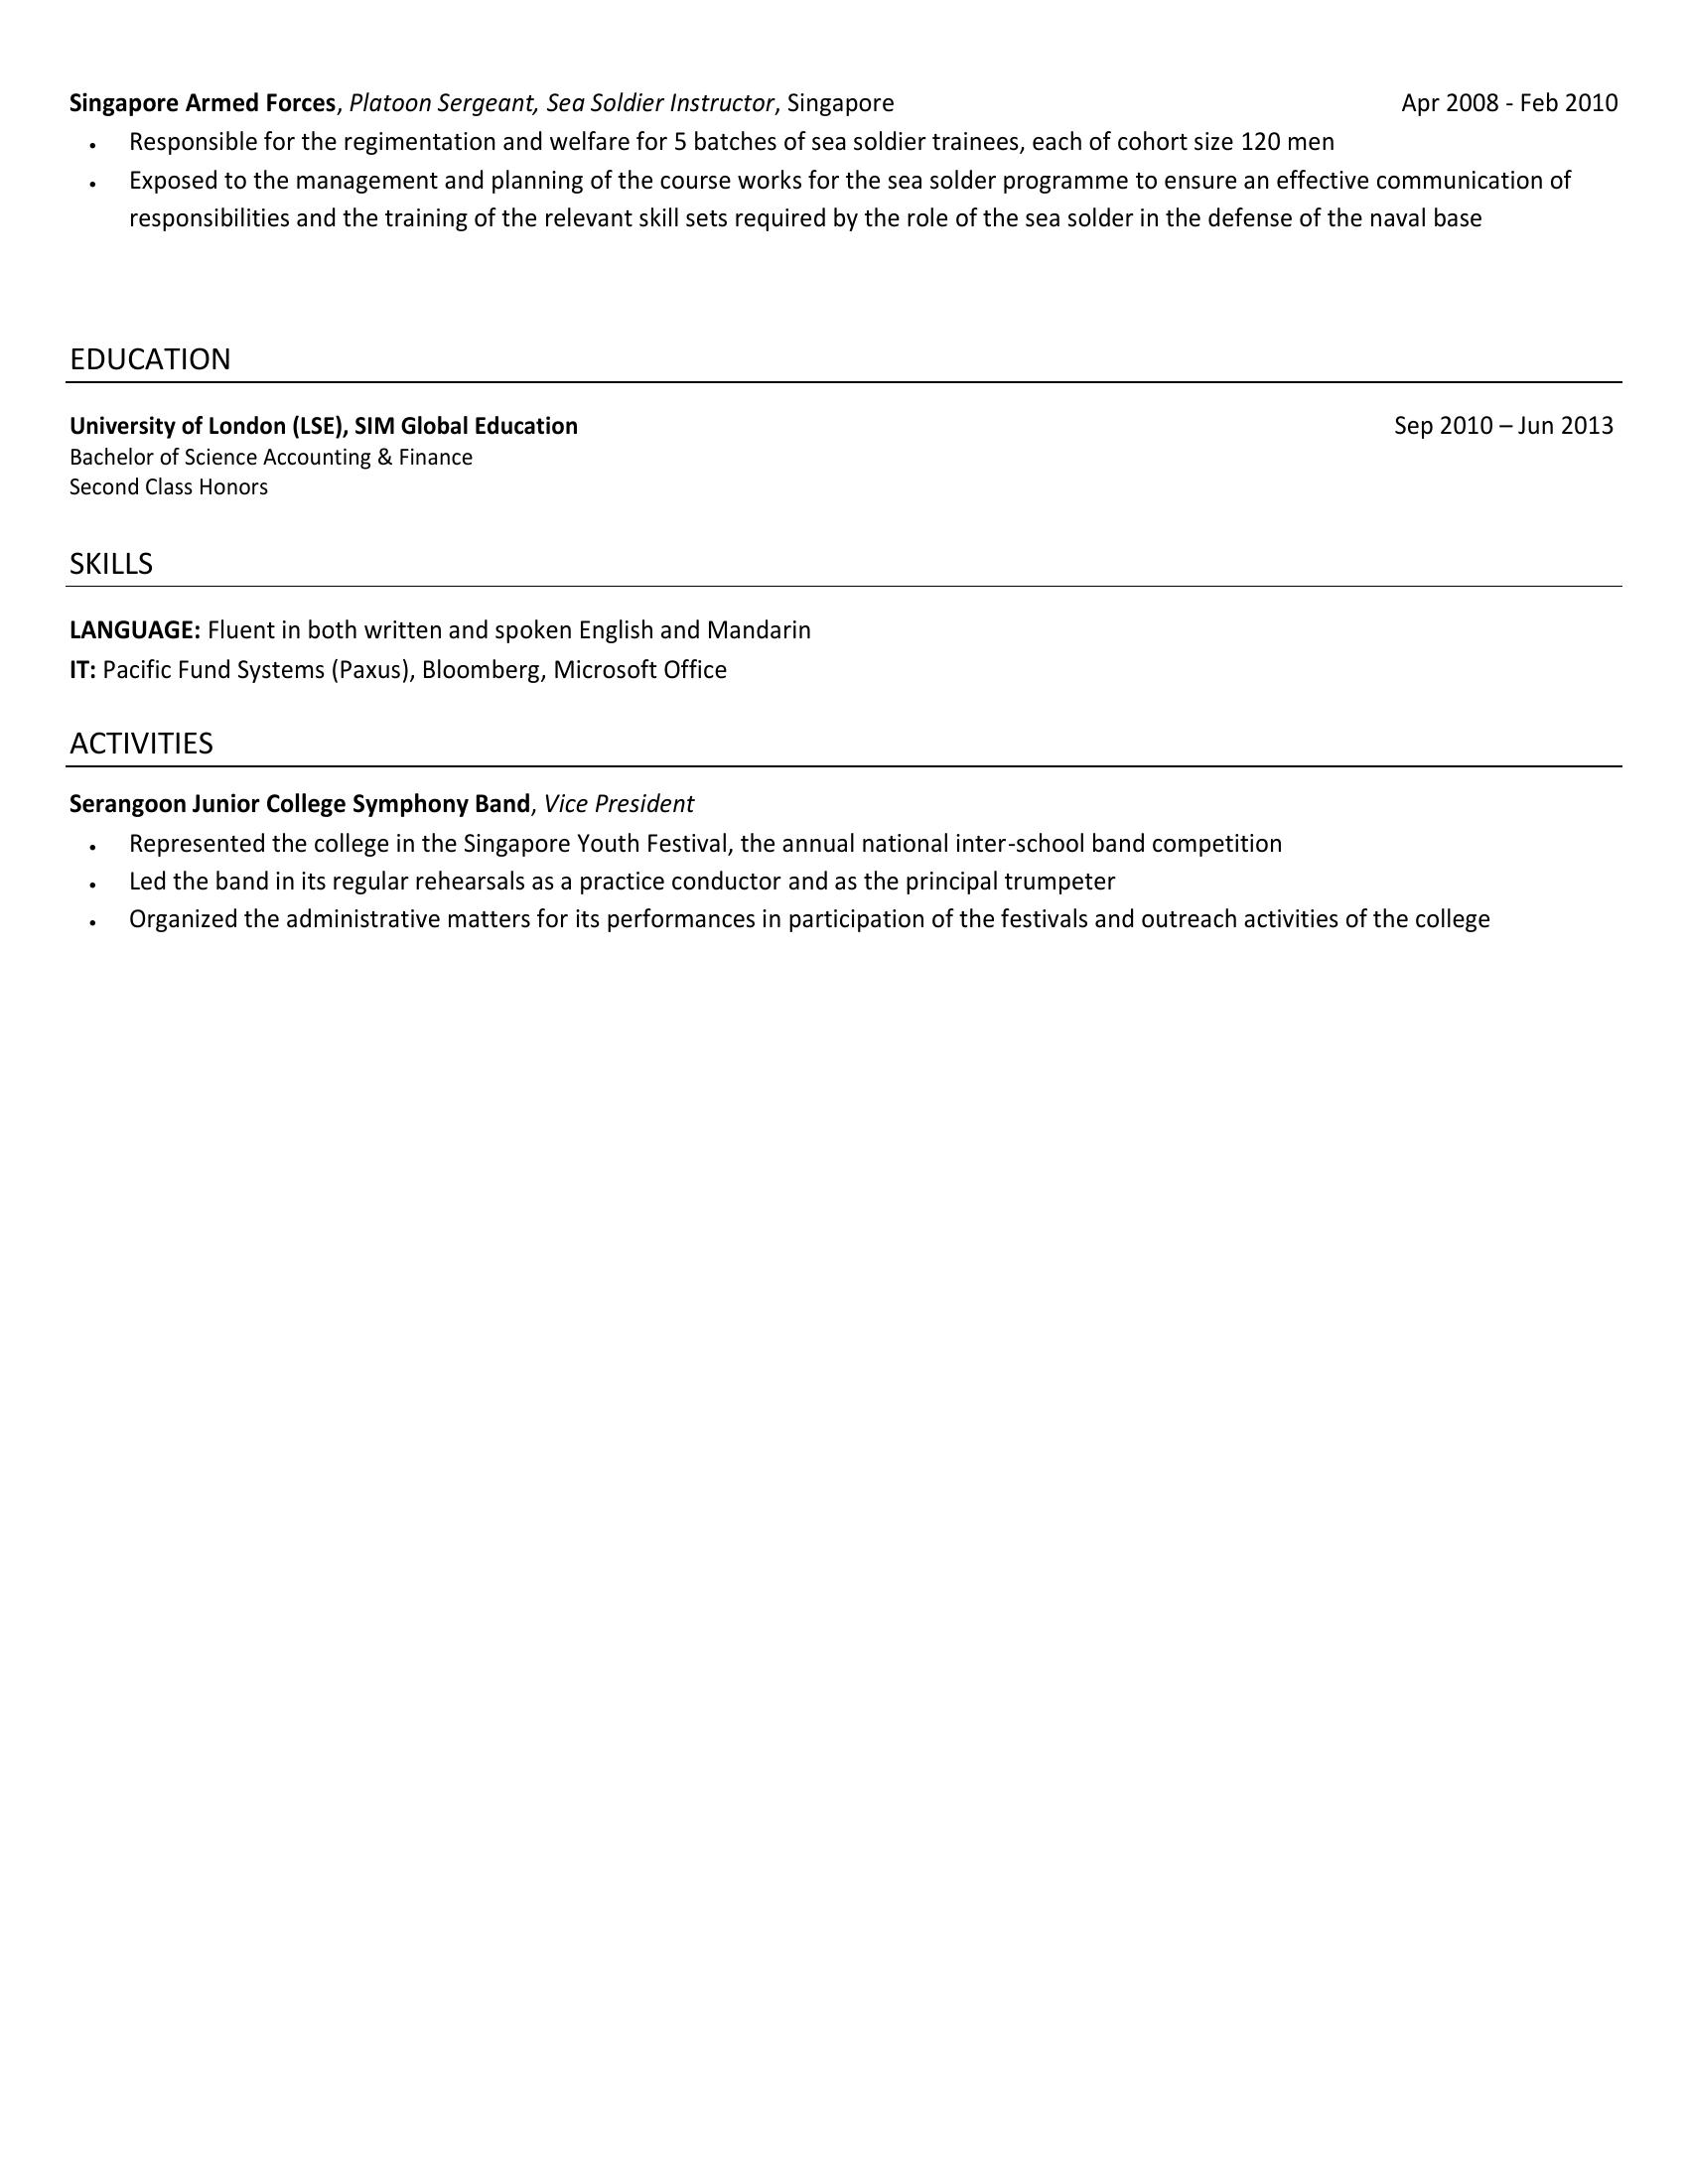 Singapore Armed Forces, Platoon Sergeant, Sea Soldier Instructor, Singapore Apr 2008 - Feb 2010
• Responsible for the regimentation and welfare for 5 batches of sea soldier trainees, each of cohort size 120 men
• Exposed to the management and planning of the course works for the sea solder programme to ensure an effective communication of
responsibilities and the training of the relevant skill sets required by the role of the sea solder in the defense of the naval base
EDUCATION
University of London (LSE), SIM Global Education Sep 2010 – Jun 2013
Bachelor of Science Accounting & Finance
Second Class Honors
SKILLS
LANGUAGE: Fluent in both written and spoken English and Mandarin
IT: Pacific Fund Systems (Paxus), Bloomberg, Microsoft Office
ACTIVITIES
Serangoon Junior College Symphony Band, Vice President
• Represented the college in the Singapore Youth Festival, the annual national inter-school band competition
• Led the band in its regular rehearsals as a practice conductor and as the principal trumpeter
• Organized the administrative matters for its performances in participation of the festivals and outreach activities of the college